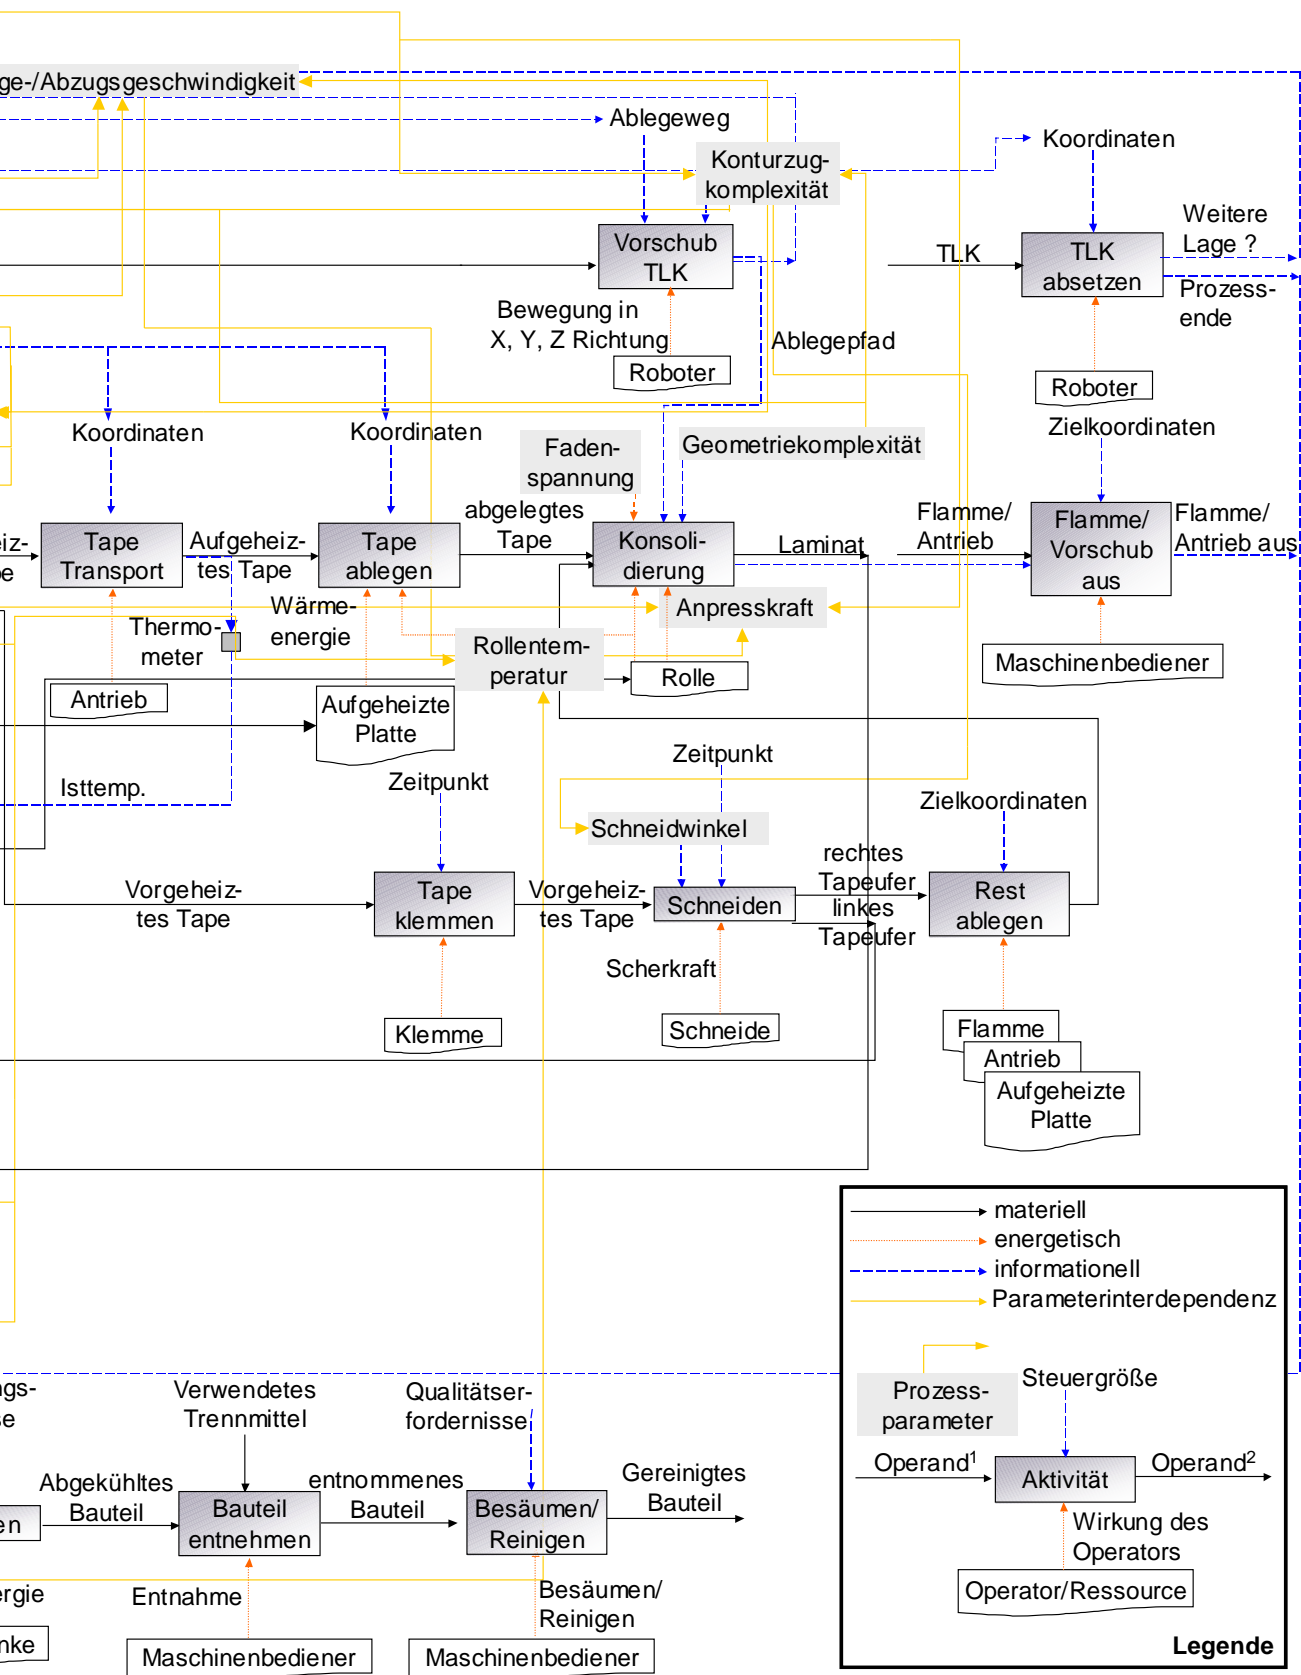 ge-/Abzugsgeschwindigkeit
Ablegeweg
Koordinaten
Konturzug-
komplexität
Weitere
Lage ?
Vorschub
TLK
TLK
TLK
absetzen
Prozess-
ende
Bewegung in
X, Y, Z Richtung
Ablegepfad
Roboter
Roboter
Koordinaten
Koordinaten
Zielkoordinaten
Faden-
spannung
Geometriekomplexität
eiz-
e
Tape
Transport
Aufgeheiz-
tes Tape
Tape
ablegen
abgelegtes
Tape
Konsoli-
dierung
Laminat
Flamme/
Antrieb
Flamme/
Vorschub
aus
Flamme/
Antrieb aus
Wärme-
energie
Anpresskraft
Thermo-
meter
Rollentem-
peratur
Rolle
Maschinenbediener
Antrieb
Aufgeheizte
Platte
Isttemp.
Zeitpunkt
Zeitpunkt
Zielkoordinaten
Schneidwinkel
Vorgeheiz-
tes Tape
Tape
klemmen
Vorgeheiz-
tes Tape
Schneiden
rechtes
Tapeufer
linkes
Tapeufer
Rest
ablegen
Scherkraft
Klemme
Schneide
Flamme
Antrieb
Aufgeheizte
Platte
materiell
energetisch
informationell
Parameterinterdependenz
Prozess-
parameter
Steuergröße
Operand¹
Aktivität
Operand²
Wirkung des
Operators
Operator/Ressource
Legende
ngs-
se
Verwendetes
Trennmittel
Qualitätser-
fordernisse
en
Abgekühltes
Bauteil
Bauteil
entnehmen
entnommenes
Bauteil
Besäumen/
Reinigen
Gereinigtes
Bauteil
ergie
Entnahme
Besäumen/
Reinigen
nke
Maschinenbediener
Maschinenbediener